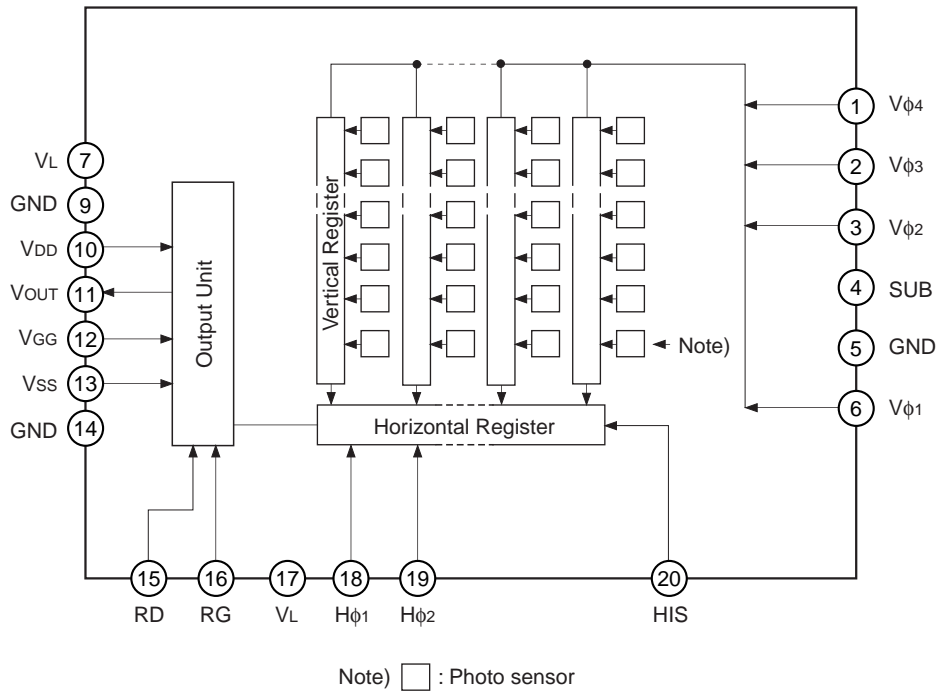 1 Vϕ4
2 Vϕ3
3 Vϕ2
4 SUB
5 GND
6 Vϕ1
VL 7
GND 9
VDD 10
VOUT 11
VGG 12
VSS 13
GND 14
Output Unit
Vertical Register
Note)
Horizontal Register
15 16 17 18 19 20
RD RG VL Hϕ1 Hϕ2 HIS
Note) : Photo sensor